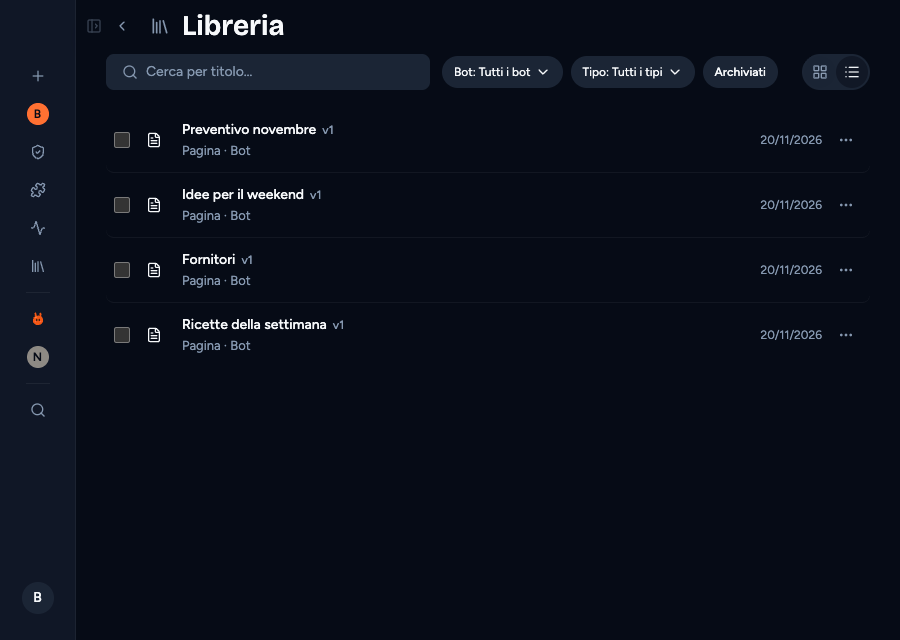 Libreria
Cerca per titolo...
Bot: Tutti i bot
Tipo: Tutti i tipi
Archiviati
B
Preventivo novembre v1
Pagina · Bot
20/11/2026
Idee per il weekend v1
Pagina · Bot
20/11/2026
Fornitori v1
Pagina · Bot
20/11/2026
Ricette della settimana v1
Pagina · Bot
20/11/2026
N
B